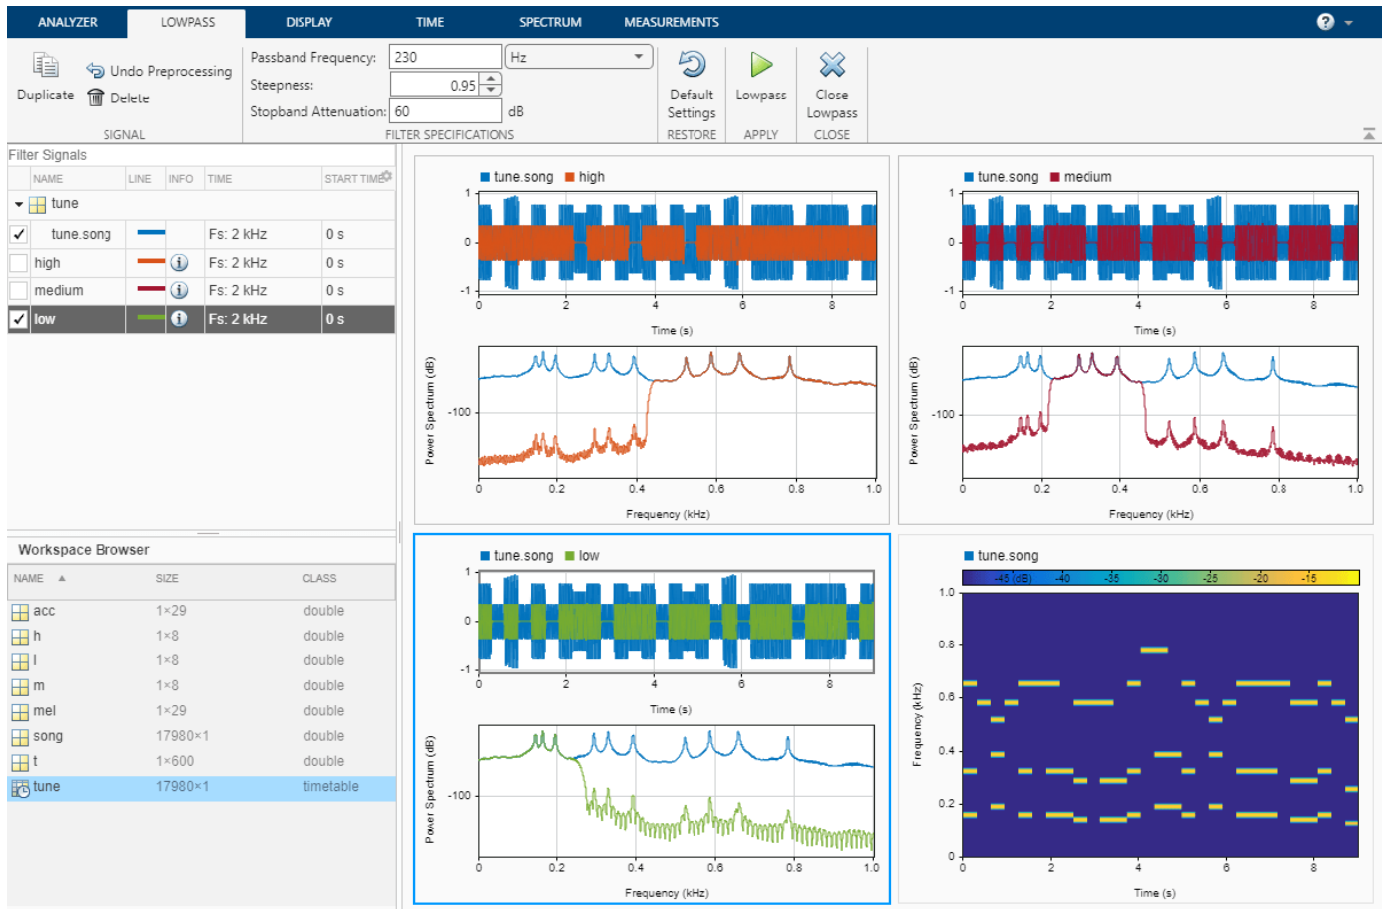 ANALYZER LOWPASS DISPLAY TIME SPECTRUM MEASUREMENTS ?
Duplicate
Undo Preprocessing
Delete
SIGNAL
Passband Frequency: 230 Hz
Steepness: 0.95
Stopband Attenuation: 60 dB
FILTER SPECIFICATIONS
Default
Settings
RESTORE
Lowpass
APPLY
Close
Lowpass
CLOSE
Filter Signals
NAME LINE INFO TIME START TIME
tune
tune.song Fs: 2 kHz 0 s
high i Fs: 2 kHz 0 s
medium i Fs: 2 kHz 0 s
low i Fs: 2 kHz 0 s
Workspace Browser
NAME SIZE CLASS
acc 1×29 double
h 1×8 double
l 1×8 double
m 1×8 double
mel 1×29 double
song 17980×1 double
t 1×600 double
tune 17980×1 timetable
tune.song high
1
0
-1
0 2 4 6 8
Time (s)
Power Spectrum (dB)
-100
0 0.2 0.4 0.6 0.8 1.0
Frequency (kHz)
tune.song medium
1
0
-1
0 2 4 6 8
Time (s)
Power Spectrum (dB)
-100
0 0.2 0.4 0.6 0.8 1.0
Frequency (kHz)
tune.song low
1
0
-1
0 2 4 6 8
Time (s)
Power Spectrum (dB)
-100
0 0.2 0.4 0.6 0.8 1.0
Frequency (kHz)
tune.song
-45 (dB) -40 -35 -30 -25 -20 -15
Frequency (kHz)
1.0
0.8
0.6
0.4
0.2
0
0 2 4 6 8
Time (s)